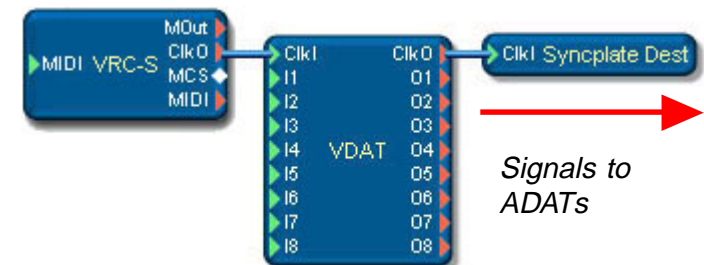 MOut
MIDI VRC-S ClkO
MCS
MIDI
ClkI ClkO
I1 O1
I2 O2
I3 O3
I4 VDAT O4
I5 O5
I6 O6
I7 O7
I8 O8
ClkI Syncplate Dest
Signals to
ADATs